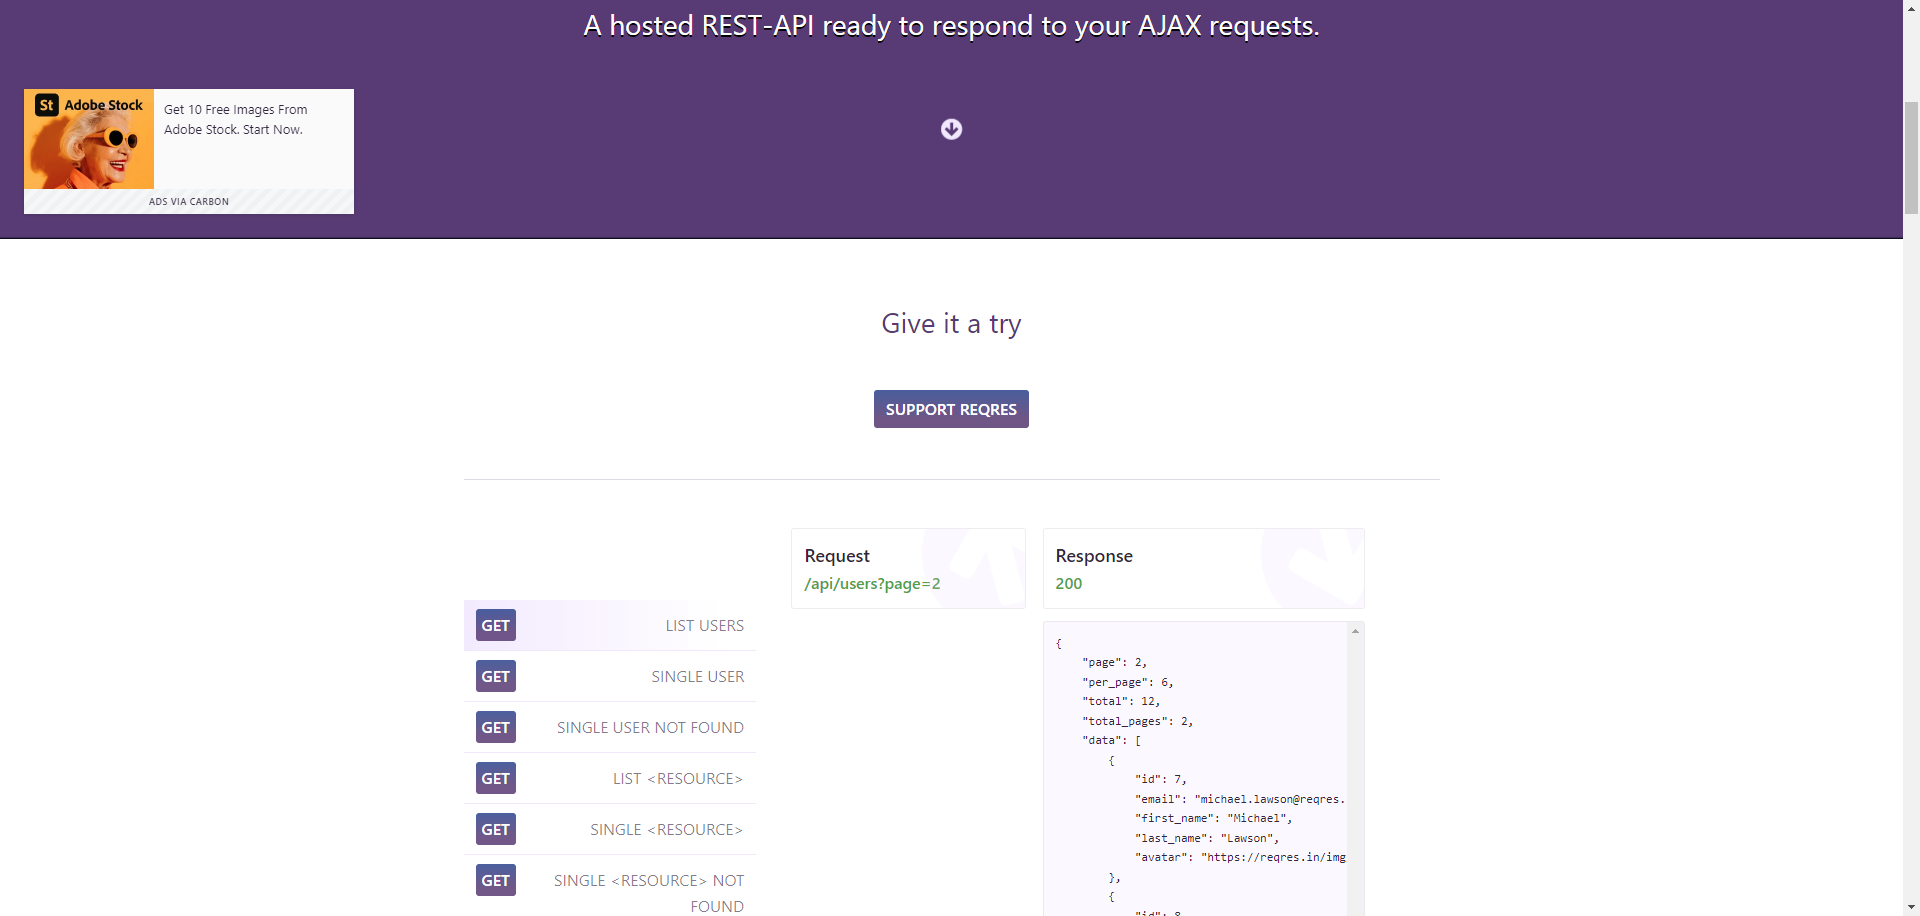 A hosted REST-API ready to respond to your AJAX requests.
St Adobe Stock
Get 10 Free Images From
Adobe Stock. Start Now.
ADS VIA CARBON
Give it a try
SUPPORT REQRES
Request
/api/users?page=2
Response
200
GET LIST USERS
GET SINGLE USER
GET SINGLE USER NOT FOUND
GET LIST <RESOURCE>
GET SINGLE <RESOURCE>
GET SINGLE <RESOURCE> NOT
FOUND
{
"page": 2,
"per_page": 6,
"total": 12,
"total_pages": 2,
"data": [
{
"id": 7,
"email": "michael.lawson@reqres.
"first_name": "Michael",
"last_name": "Lawson",
"avatar": "https://reqres.in/img
},
{
"id": 8